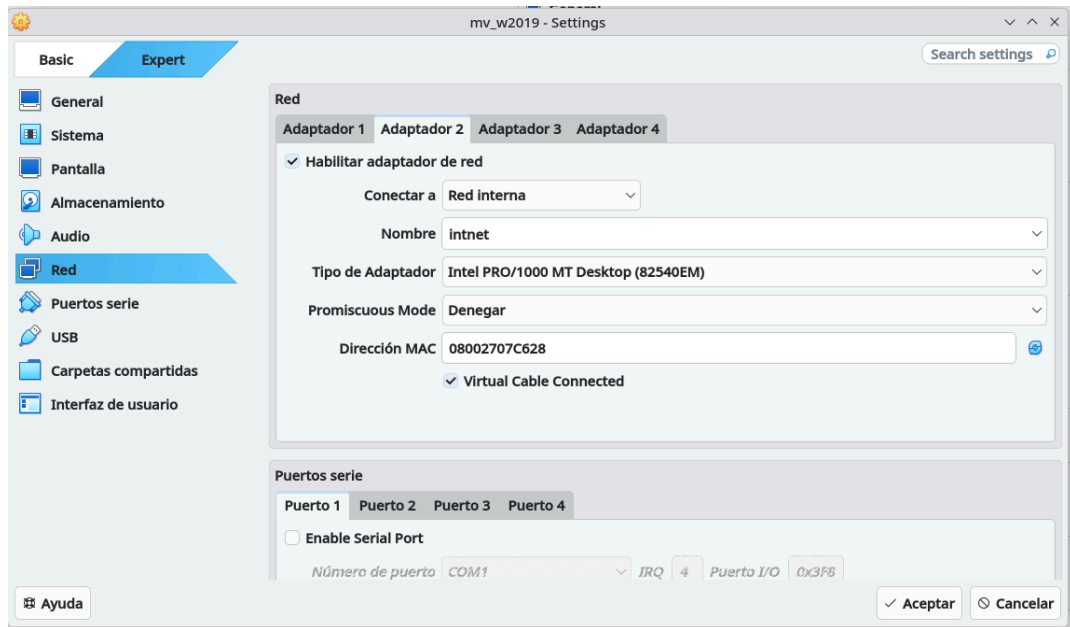 mv_w2019 - Settings
Basic
Expert
Search settings
General
Sistema
Pantalla
Almacenamiento
Audio
Red
Puertos serie
USB
Carpetas compartidas
Interfaz de usuario
Red
Adaptador 1 Adaptador 2 Adaptador 3 Adaptador 4
Habilitar adaptador de red
Conectar a Red interna
Nombre intnet
Tipo de Adaptador Intel PRO/1000 MT Desktop (82540EM)
Promiscuous Mode Denegar
Dirección MAC 08002707C628
Virtual Cable Connected
Puertos serie
Puerto 1 Puerto 2 Puerto 3 Puerto 4
Enable Serial Port
Número de puerto COM1 IRQ 4 Puerto I/O 0x3F8
Ayuda
Aceptar
Cancelar